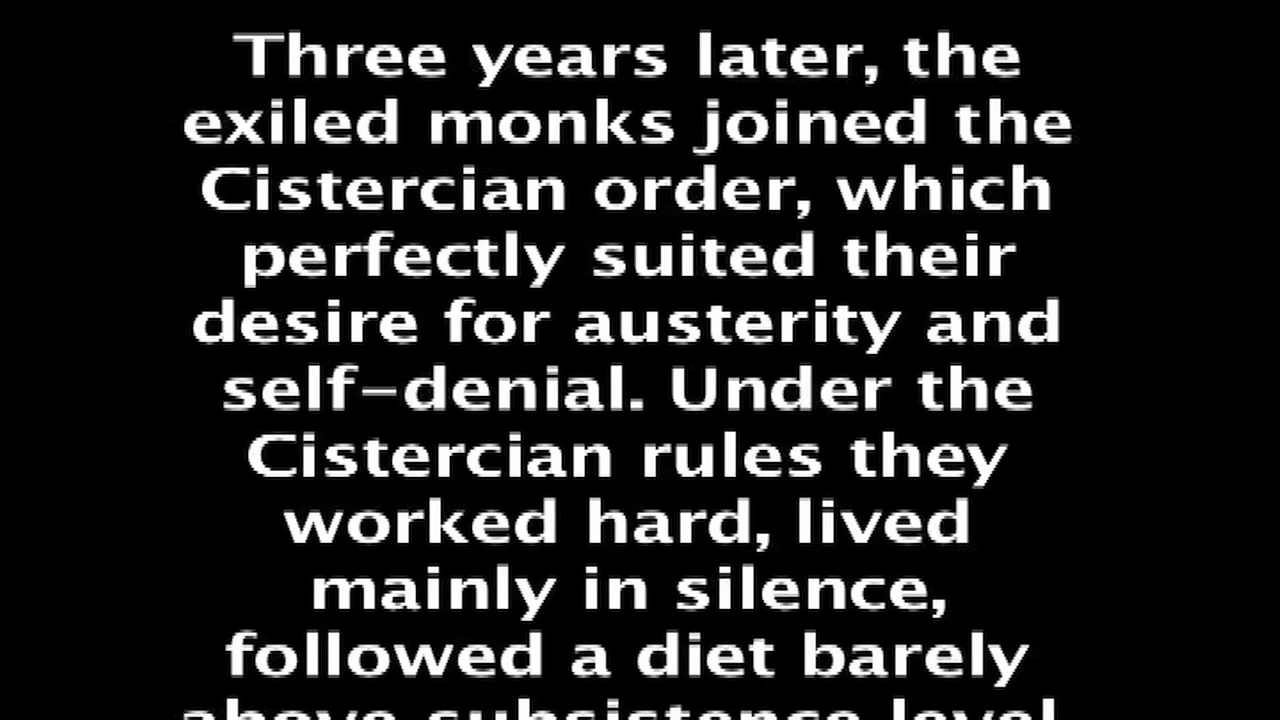 Three years later, the
exiled monks joined the
Cistercian order, which
perfectly suited their
desire for austerity and
self–denial. Under the
Cistercian rules they
worked hard, lived
mainly in silence,
followed a diet barely
above subsistence level